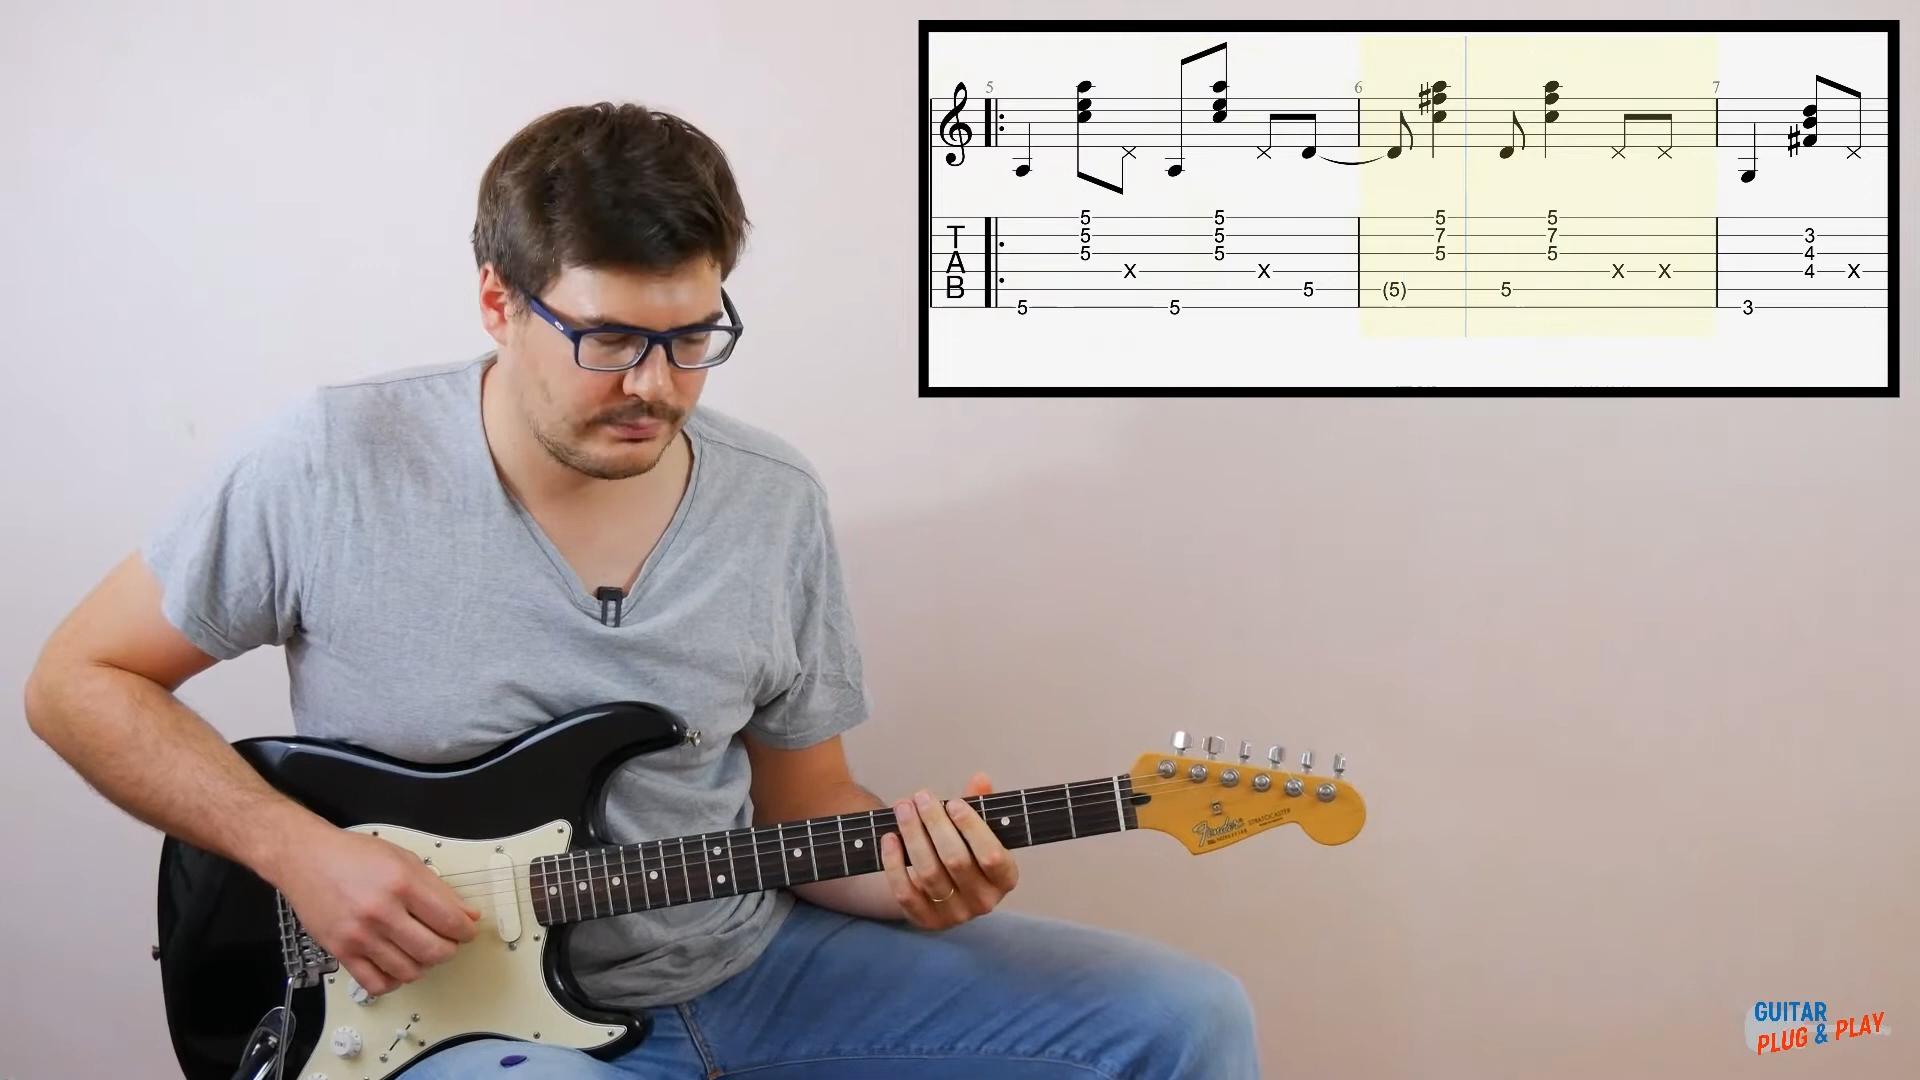 5 6 7
5 5 5 5 3
T 5 5 7 7 4
A 5 5 5 5 4
X X X X X
B 5 (5) 5
5 5 3
Fender STRATOCASTER
GUITAR
PLUG & PLAY